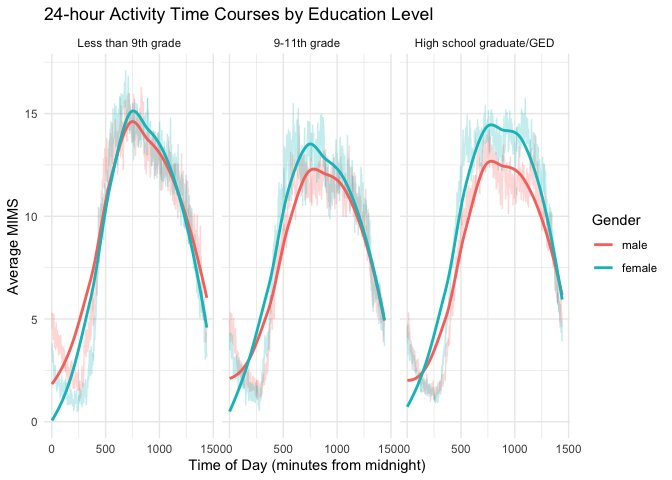 24-hour Activity Time Courses by Education Level
Less than 9th grade
9-11th grade
High school graduate/GED
15
10
5
0
Average MIMS
0 500 1000 1500
0 500 1000 1500
0 500 1000 1500
Time of Day (minutes from midnight)
Gender
male
female